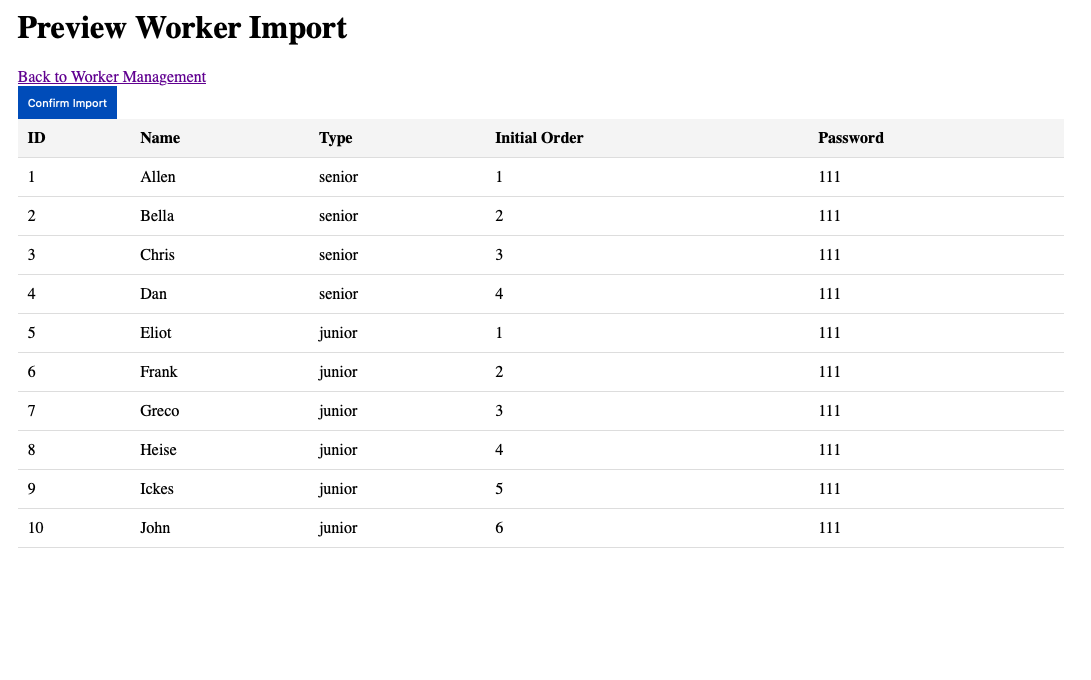 Preview Worker Import
Back to Worker Management
Confirm Import
ID Name Type Initial Order Password
1 Allen senior 1 111
2 Bella senior 2 111
3 Chris senior 3 111
4 Dan senior 4 111
5 Eliot junior 1 111
6 Frank junior 2 111
7 Greco junior 3 111
8 Heise junior 4 111
9 Ickes junior 5 111
10 John junior 6 111